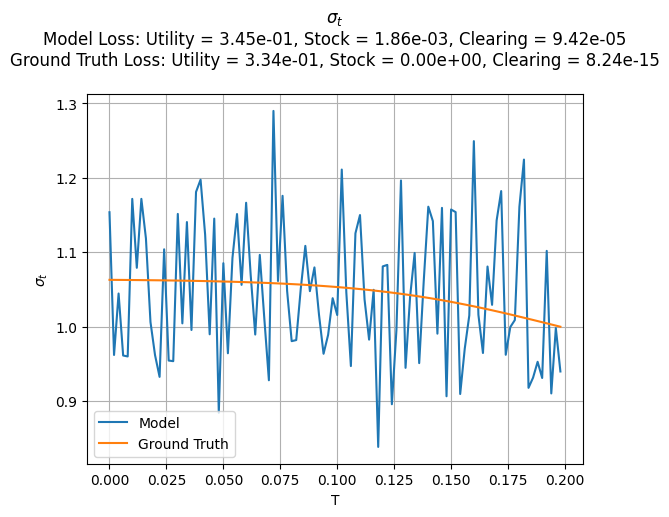 σt
Model Loss: Utility = 3.45e-01, Stock = 1.86e-03, Clearing = 9.42e-05
Ground Truth Loss: Utility = 3.34e-01, Stock = 0.00e+00, Clearing = 8.24e-15
1.3
1.2
1.1
1.0
0.9
σt
Model
Ground Truth
0.000 0.025 0.050 0.075 0.100 0.125 0.150 0.175 0.200
T